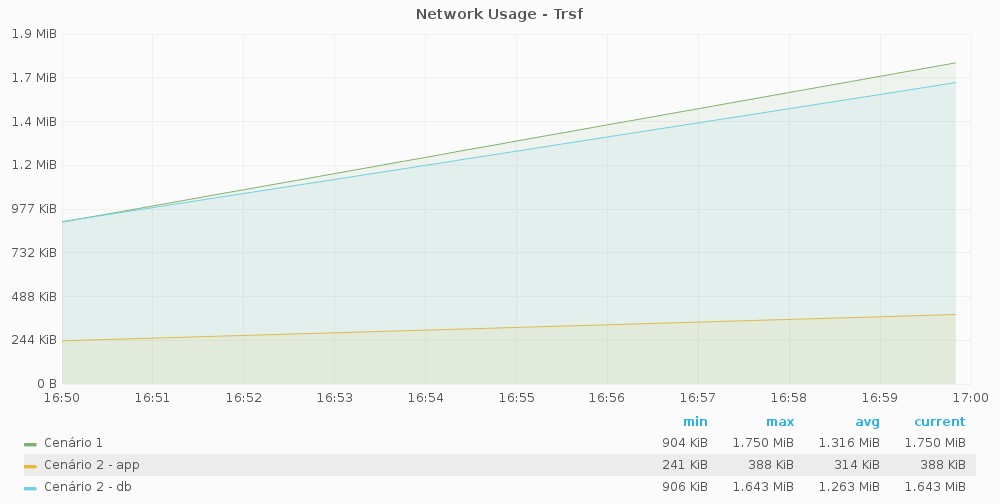 Network Usage - Trsf
1.9 MiB
1.7 MiB
1.4 MiB
1.2 MiB
977 KiB
732 KiB
488 KiB
244 KiB
0 B
16:50 16:51 16:52 16:53 16:54 16:55 16:56 16:57 16:58 16:59 17:00
min max avg current
Cenário 1 904 KiB 1.750 MiB 1.316 MiB 1.750 MiB
Cenário 2 - app 241 KiB 388 KiB 314 KiB 388 KiB
Cenário 2 - db 906 KiB 1.643 MiB 1.263 MiB 1.643 MiB